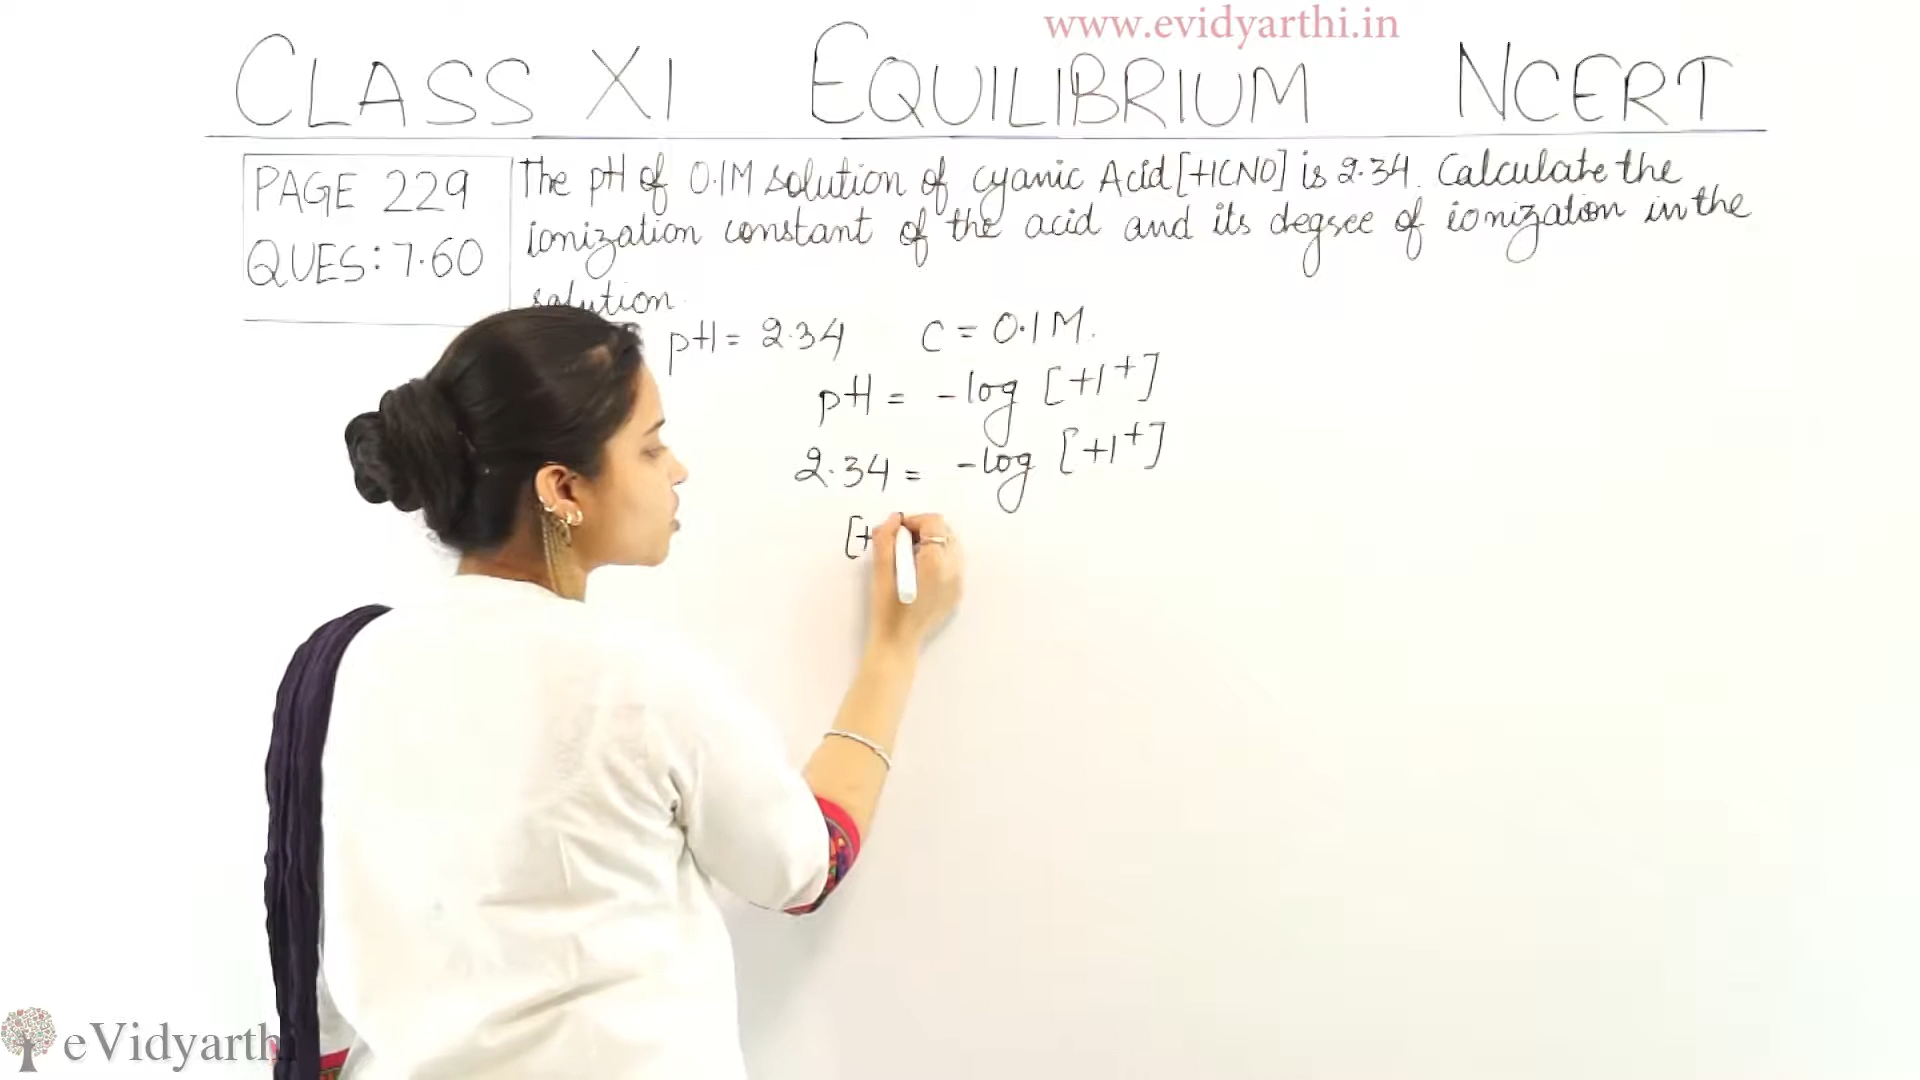 www.evidyarthi.in
CLASS XI EQUILIBRIUM NCERT
PAGE 229
QUES: 7.60
The pH of 0.1M solution of cyanic Acid [HCNO] is 2.34. Calculate the
ionization constant of the acid and its degree of ionizaton in the
solution.
pH = 2.34 C = 0.1M.
pH = -log [H+]
2.34 = -log [H+]
[
eVidyarthi